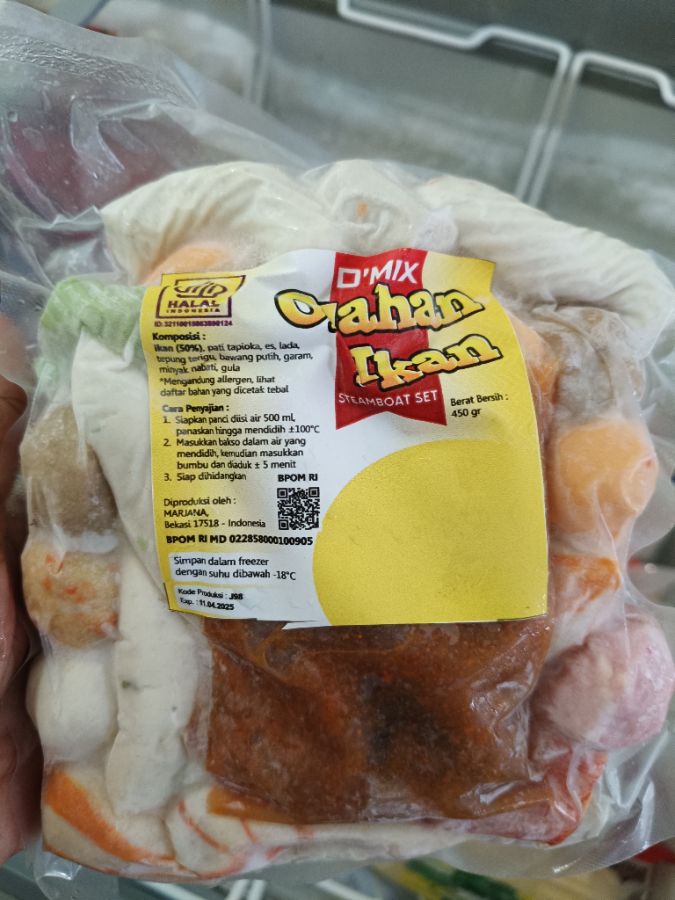 D'MIX
Olahan
Ikan
STEAMBOAT SET
Berat Bersih :
450 gr
HALAL
INDONESIA
Komposisi :
Ikan (50%), pati tapioka, es, lada,
tepung terigu, bawang putih, garam,
minyak nabati, gula
*Mengandung allergen, lihat
daftar bahan yang dicetak tebal
Cara Penyajian :
1. Siapkan panci diisi air 500 ml,
panaskan hingga mendidih ±100°C
2. Masukkan bakso dalam air yang
mendidih, kemudian masukkan
bumbu dan diaduk ± 5 menit
3. Siap dihidangkan
BPOM RI
Diproduksi oleh :
MARJANA,
Bekasi 17518 - Indonesia
BPOM RI MD 022858000100905
Simpan dalam freezer
dengan suhu dibawah -18°C
Kode Produksi : J98
Exp. : 11.04.2025